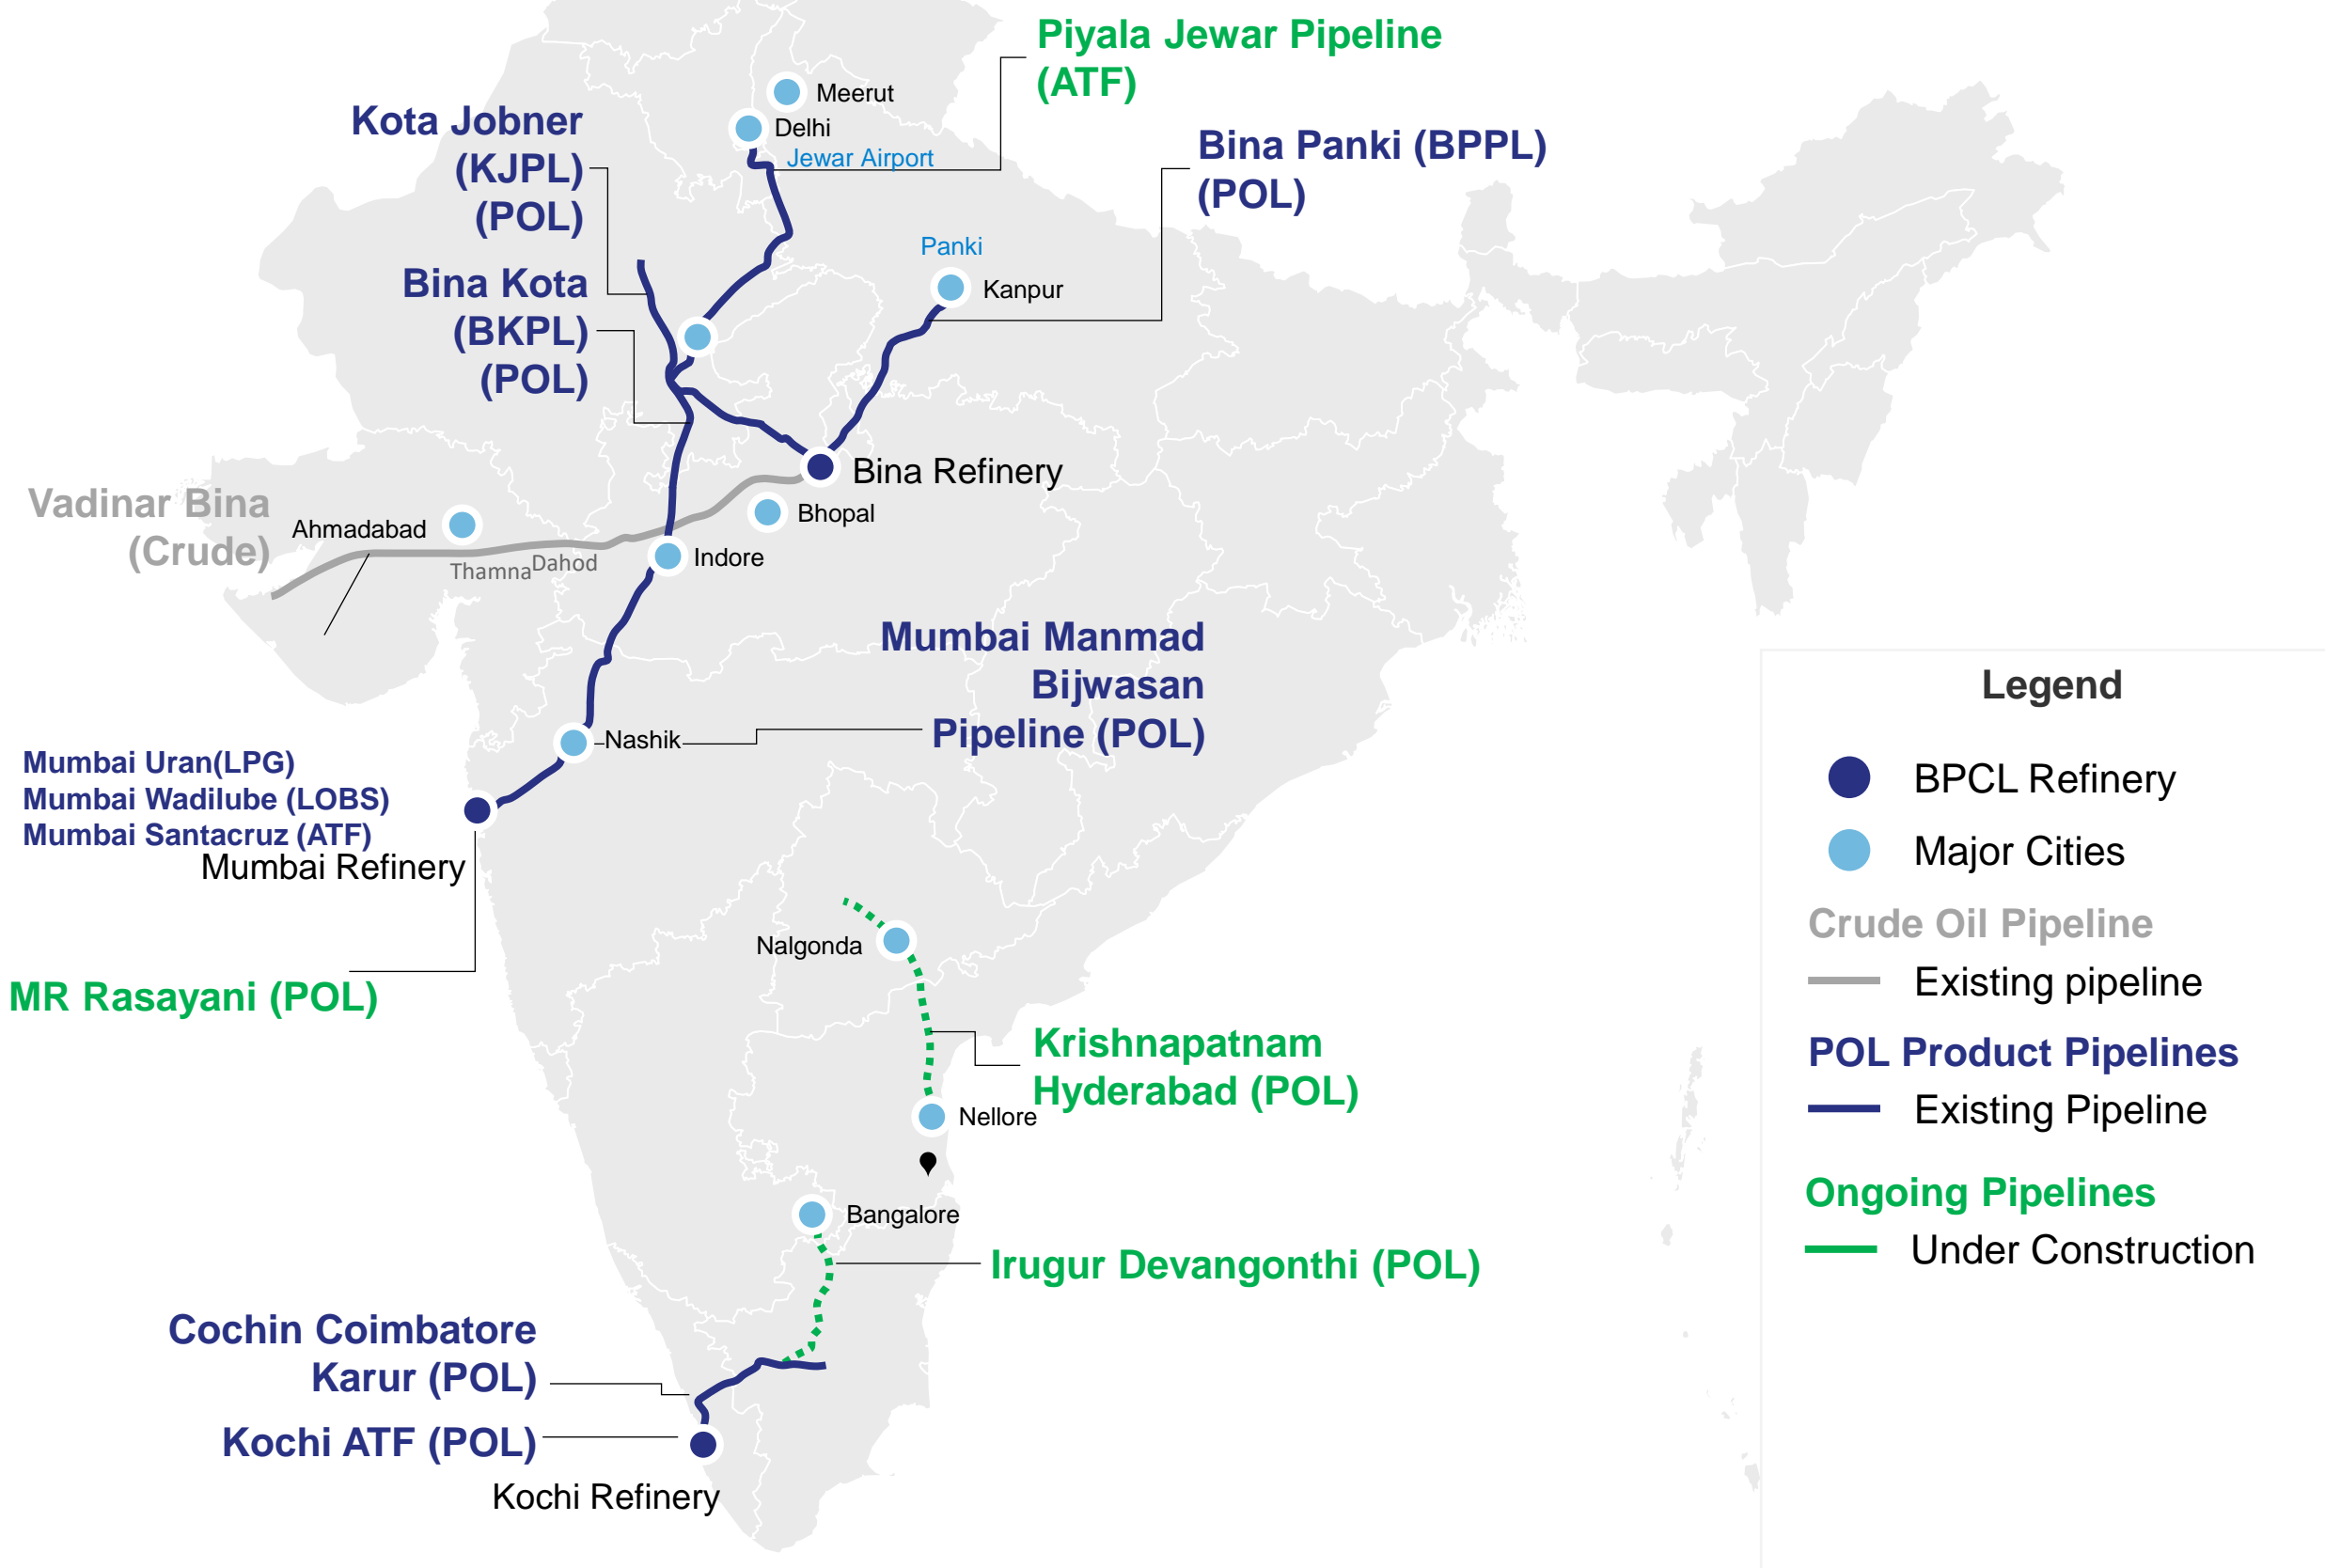 Piyala Jewar Pipeline
(ATF)
Meerut
Delhi
Jewar Airport
Kota Jobner
(KJPL)
(POL)
Bina Panki (BPPL)
(POL)
Panki
Kanpur
Bina Kota
(BKPL)
(POL)
Bina Refinery
Vadinar Bina
(Crude)
Ahmadabad
Bhopal
Thamna
Dahod
Indore
Mumbai Manmad
Bijwasan
Pipeline (POL)
Nashik
Mumbai Uran(LPG)
Mumbai Wadilube (LOBS)
Mumbai Santacruz (ATF)
Mumbai Refinery
Nalgonda
MR Rasayani (POL)
Krishnapatnam
Hyderabad (POL)
Nellore
Bangalore
Irugur Devangonthi (POL)
Cochin Coimbatore
Karur (POL)
Kochi ATF (POL)
Kochi Refinery
Legend
BPCL Refinery
Major Cities
Crude Oil Pipeline
Existing pipeline
POL Product Pipelines
Existing Pipeline
Ongoing Pipelines
Under Construction